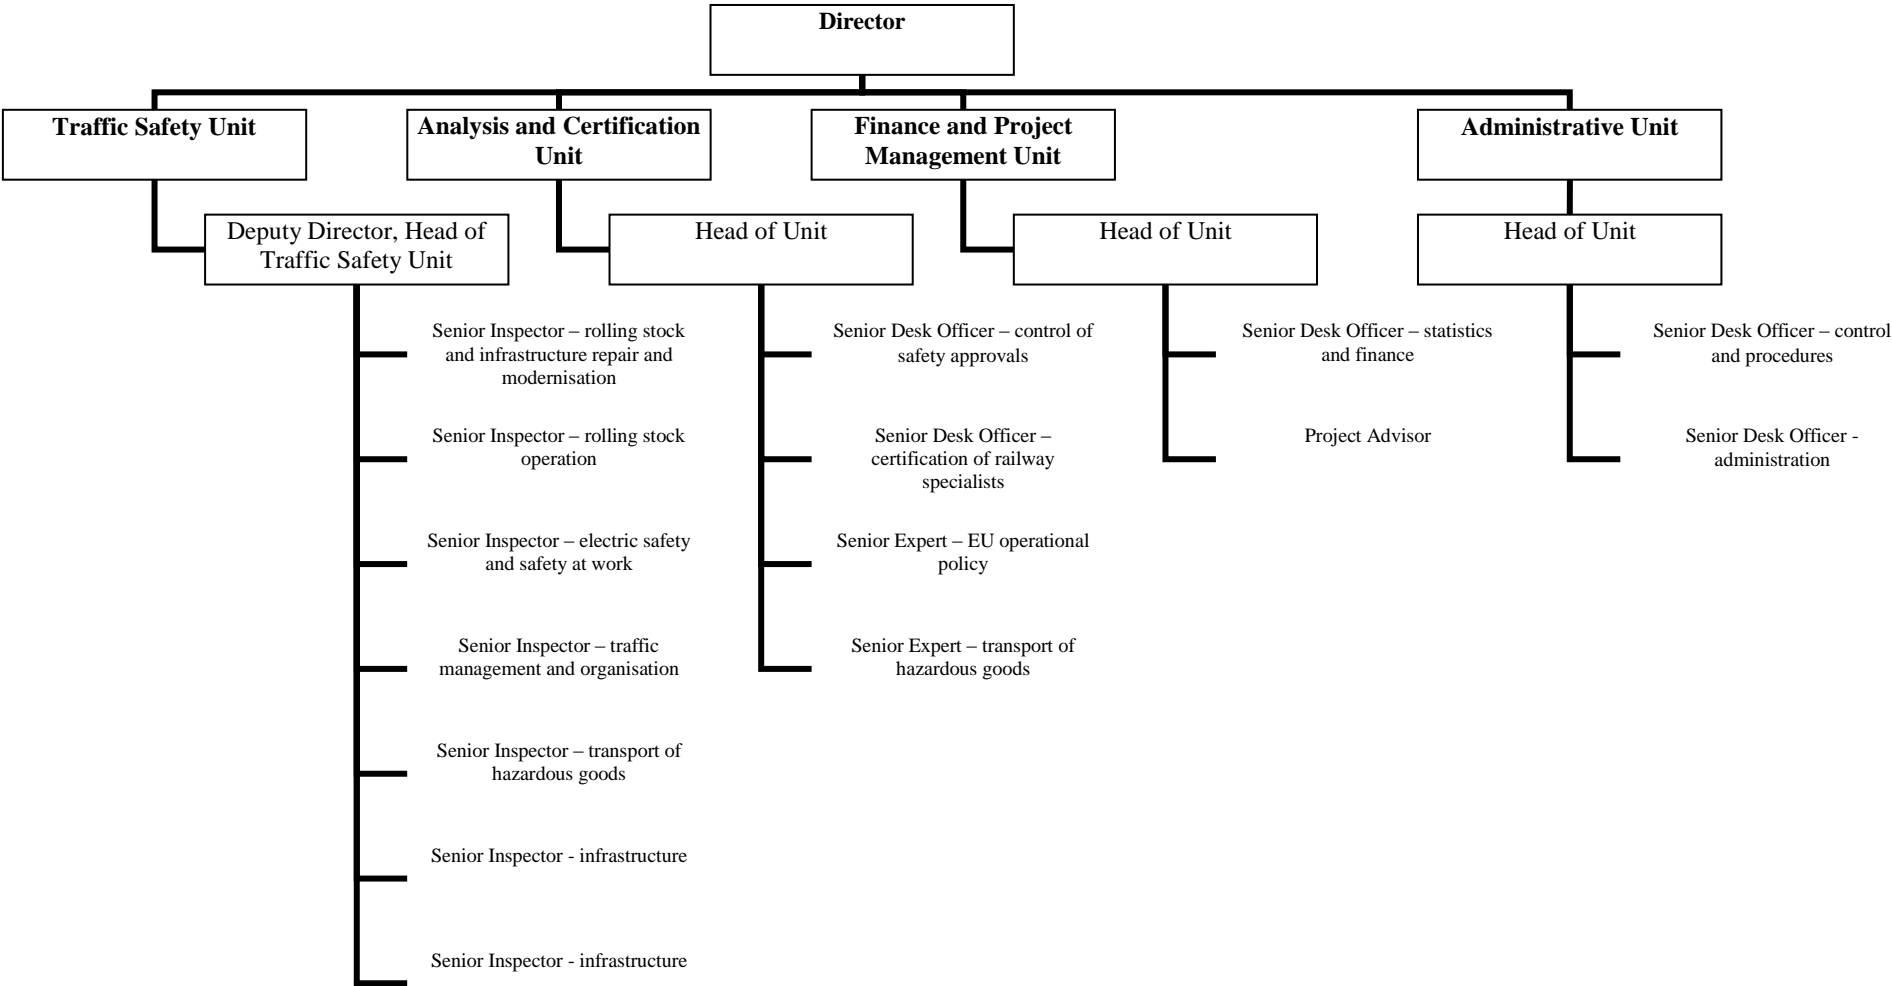 Director
Traffic Safety Unit
Analysis and Certification
Unit
Finance and Project
Management Unit
Administrative Unit
Deputy Director, Head of
Traffic Safety Unit
Head of Unit
Head of Unit
Head of Unit
Senior Inspector – rolling stock
and infrastructure repair and
modernisation
Senior Inspector – rolling stock
operation
Senior Inspector – electric safety
and safety at work
Senior Inspector – traffic
management and organisation
Senior Inspector – transport of
hazardous goods
Senior Inspector - infrastructure
Senior Inspector - infrastructure
Senior Desk Officer – control of
safety approvals
Senior Desk Officer –
certification of railway
specialists
Senior Expert – EU operational
policy
Senior Expert – transport of
hazardous goods
Senior Desk Officer – statistics
and finance
Project Advisor
Senior Desk Officer – control
and procedures
Senior Desk Officer -
administration